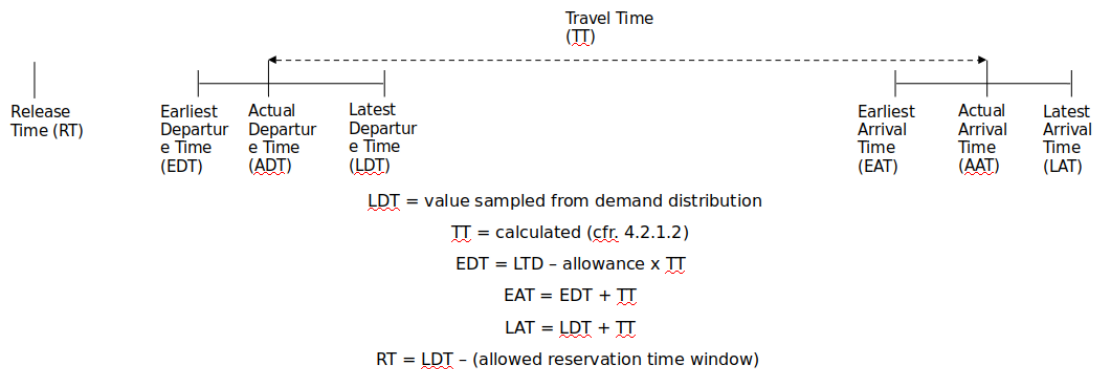 Travel Time
(TT)
Release
Time (RT)
Earliest
Departur
e Time
(EDT)
Actual
Departur
e Time
(ADT)
Latest
Departur
e Time
(LDT)
Earliest
Arrival
Time
(EAT)
Actual
Arrival
Time
(AAT)
Latest
Arrival
Time
(LAT)
LDT = value sampled from demand distribution
TT = calculated (cfr. 4.2.1.2)
EDT = LTD – allowance x TT
EAT = EDT + TT
LAT = LDT + TT
RT = LDT – (allowed reservation time window)